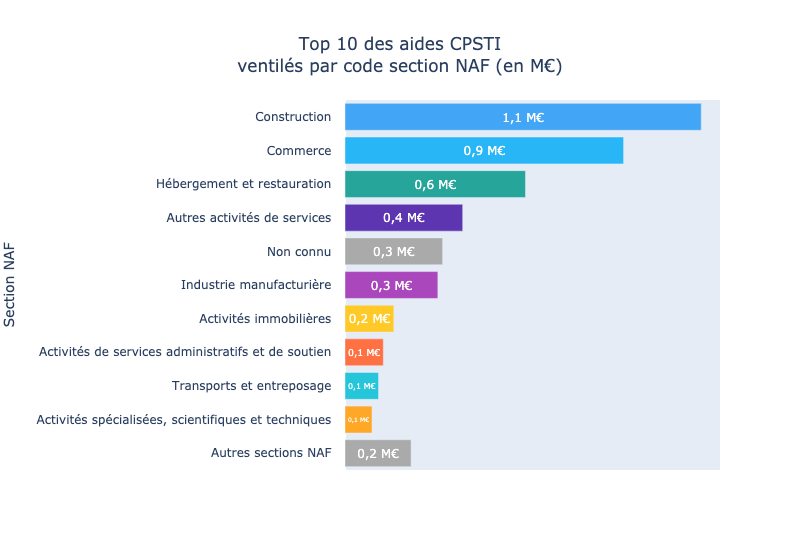 Top 10 des aides CPSTI
ventilés par code section NAF (en M€)
Section NAF
Construction 1,1 M€
Commerce 0,9 M€
Hébergement et restauration 0,6 M€
Autres activités de services 0,4 M€
Non connu 0,3 M€
Industrie manufacturière 0,3 M€
Activités immobilières 0,2 M€
Activités de services administratifs et de soutien 0,1 M€
Transports et entreposage 0,1 M€
Activités spécialisées, scientifiques et techniques 0,1 M€
Autres sections NAF 0,2 M€